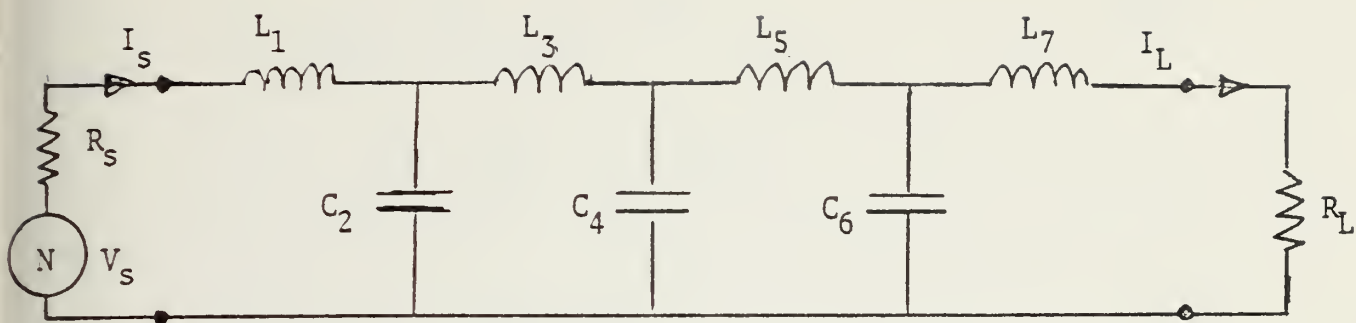 I_s L_1 L_3 L_5 L_7 I_L
R_s
C_2 C_4 C_6 R_L
N V_s